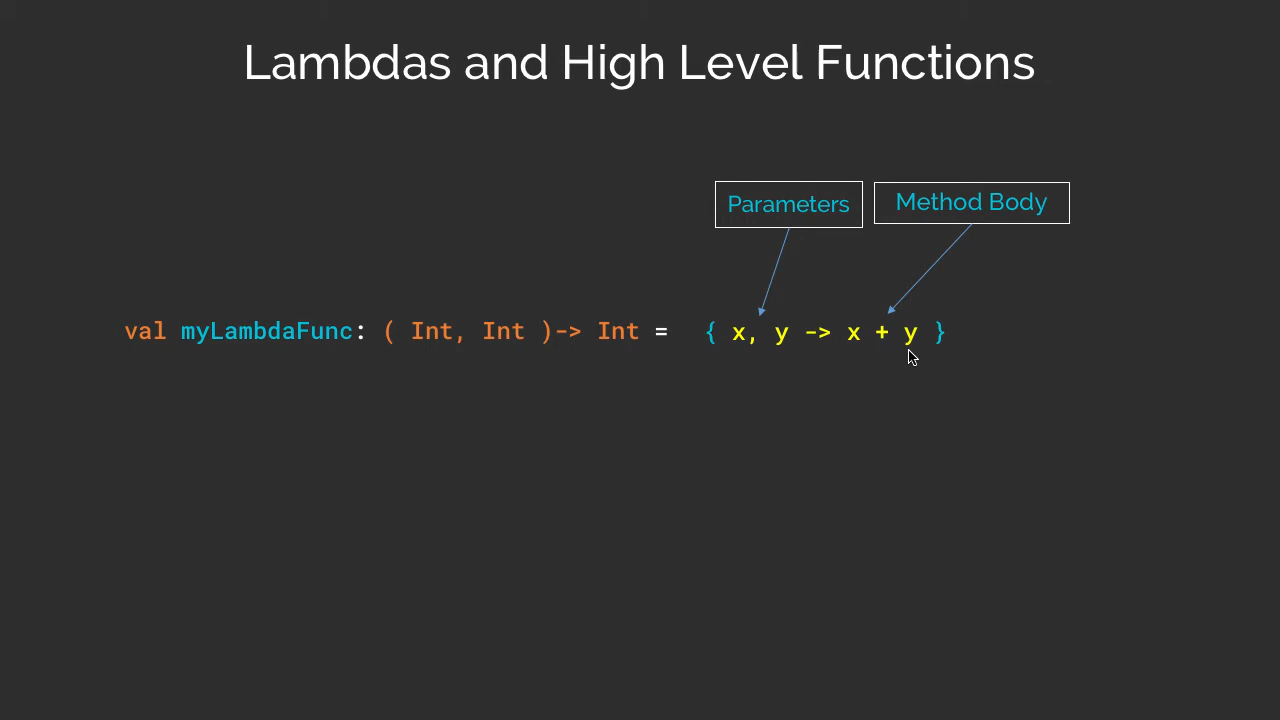 Lambdas and High Level Functions
Parameters
Method Body
val myLambdaFunc: ( Int, Int )-> Int = { x, y -> x + y }